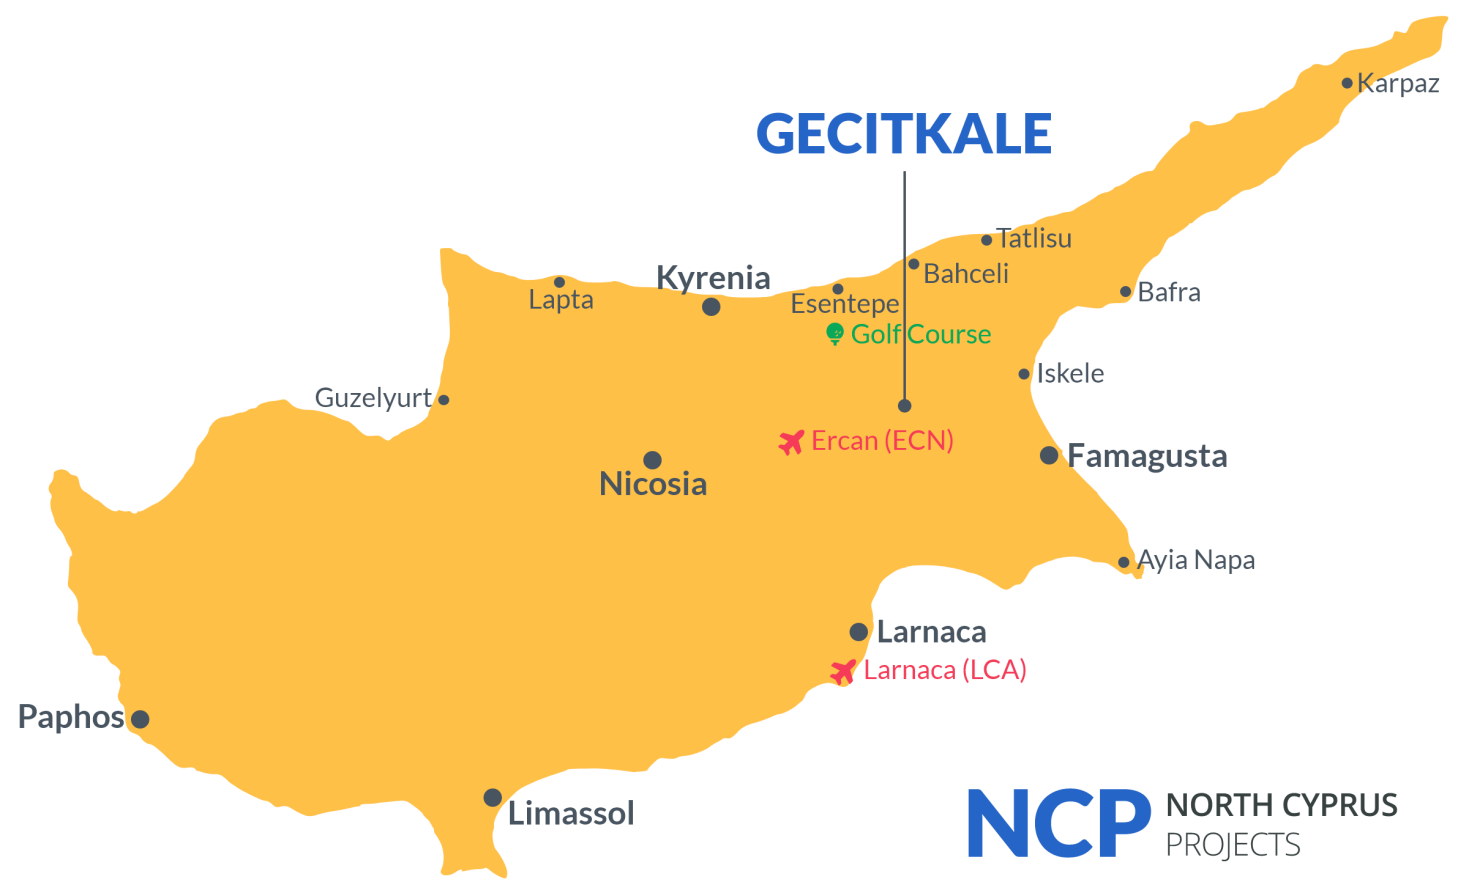 Karpaz
GECITKALE
Tatlisu
Kyrenia
Bahceli
Lapta
Esentepe
Bafra
Golf Course
Iskele
Guzelyurt
Ercan (ECN)
Famagusta
Nicosia
Ayia Napa
Larnaca
Larnaca (LCA)
Paphos
Limassol
NCP
NORTH CYPRUS
PROJECTS